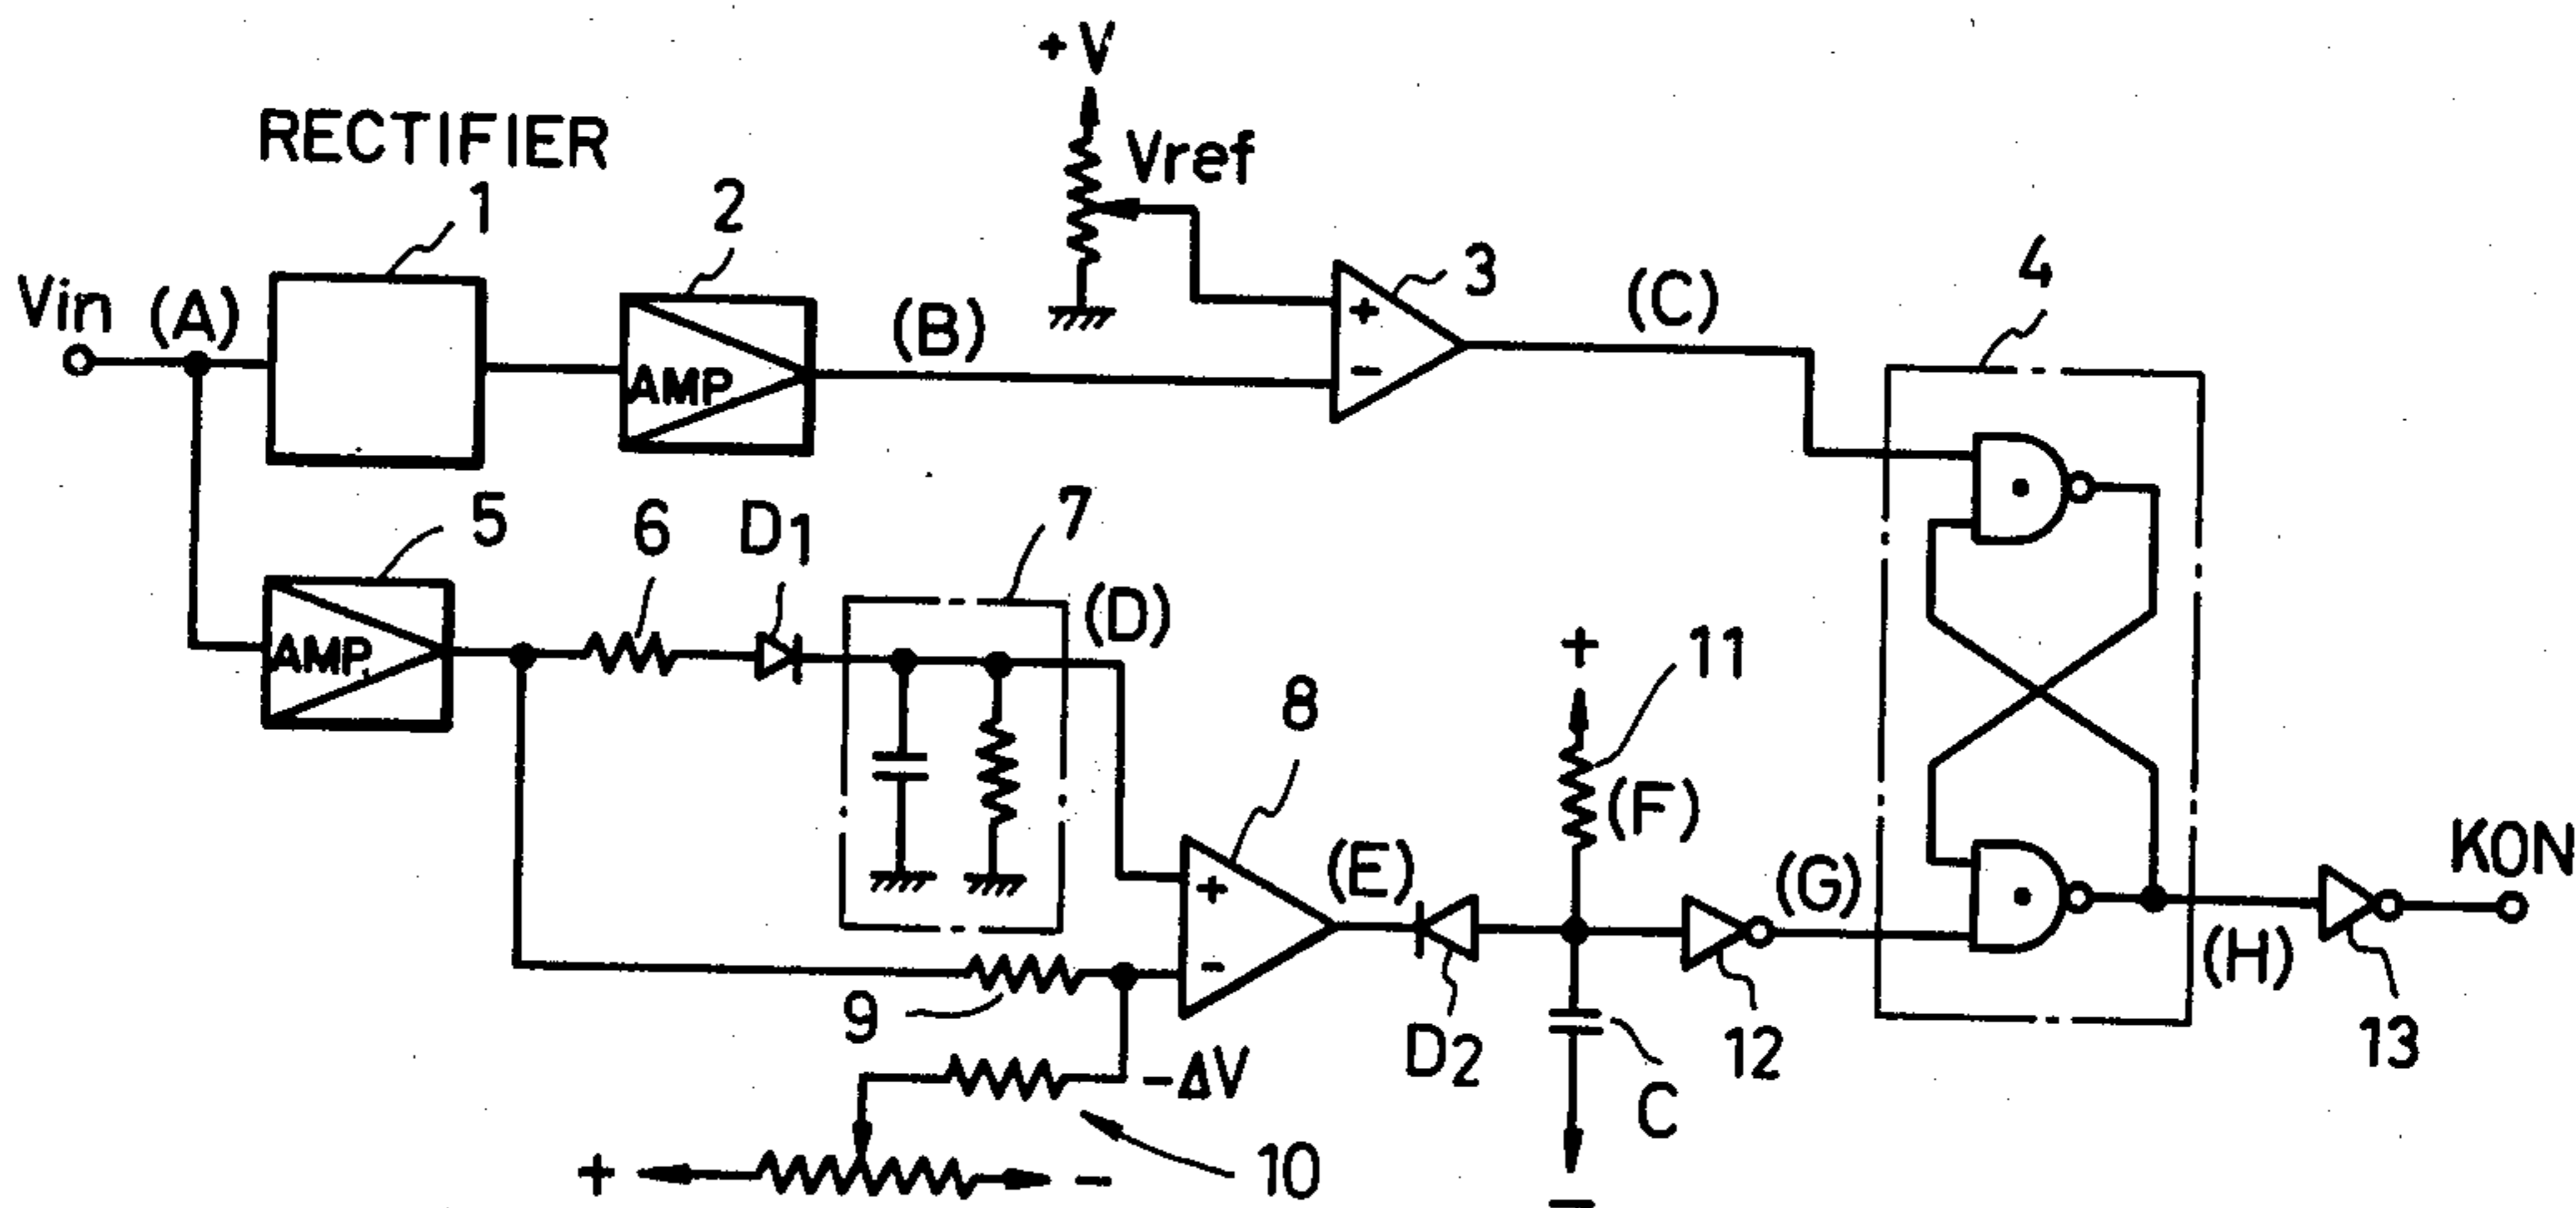 +V
RECTIFIER
Vref
1
2
3
4
Vin
(A)
(B)
(C)
+
-
AMP
5
6
D1
7
(D)
AMP
8
+
11
(E)
(F)
(G)
(H)
KON
+
-
9
-ΔV
10
D2
C
12
13
+
-
-